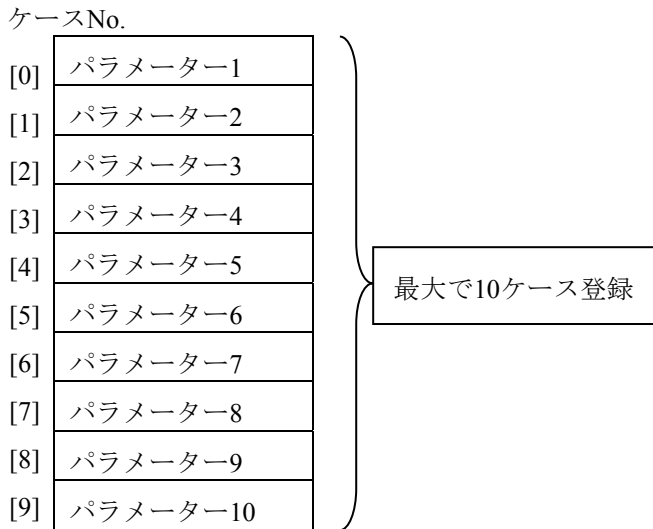 ケースNo.
[0] パラメーター1
[1] パラメーター2
[2] パラメーター3
[3] パラメーター4
[4] パラメーター5
最大で10ケース登録
[5] パラメーター6
[6] パラメーター7
[7] パラメーター8
[8] パラメーター9
[9] パラメーター10